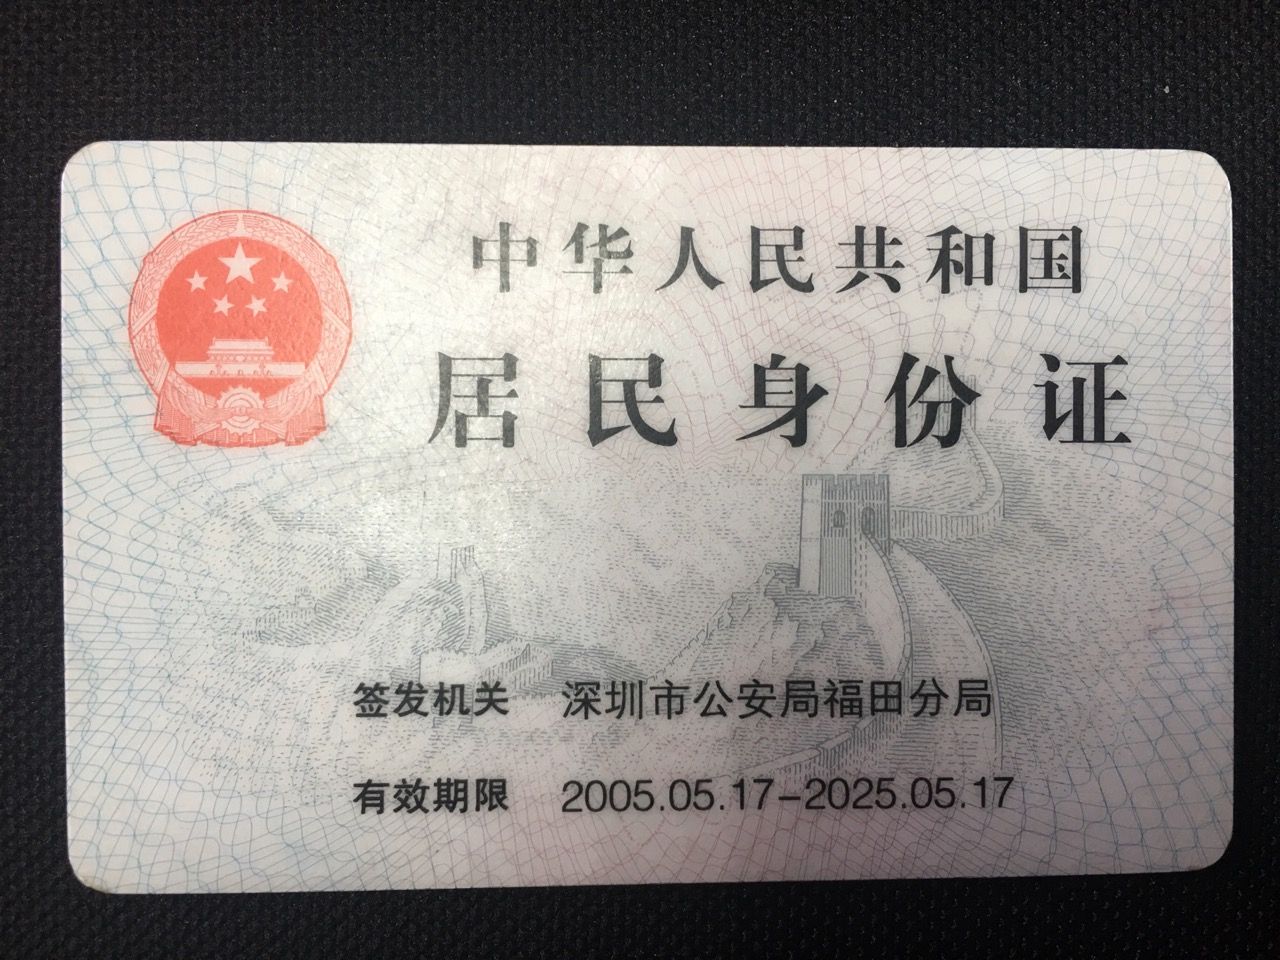 中华人民共和国
居民身份证
签发机关 深圳市公安局福田分局
有效期限 2005.05.17-2025.05.17